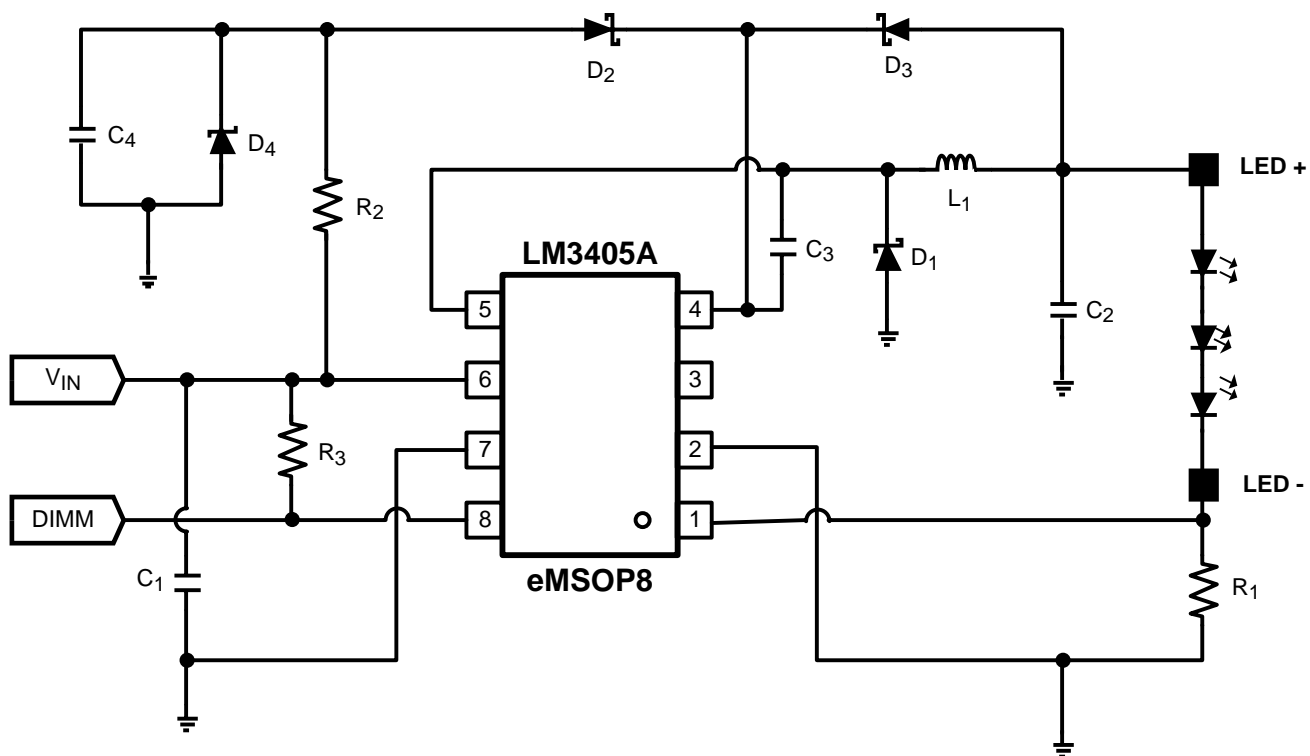 D2
D3
C4
D4
R2
L1
LED +
LM3405A
C3
D1
C2
5
4
VIN
6
3
R3
7
2
LED -
DIMM
8
1
C1
eMSOP8
R1